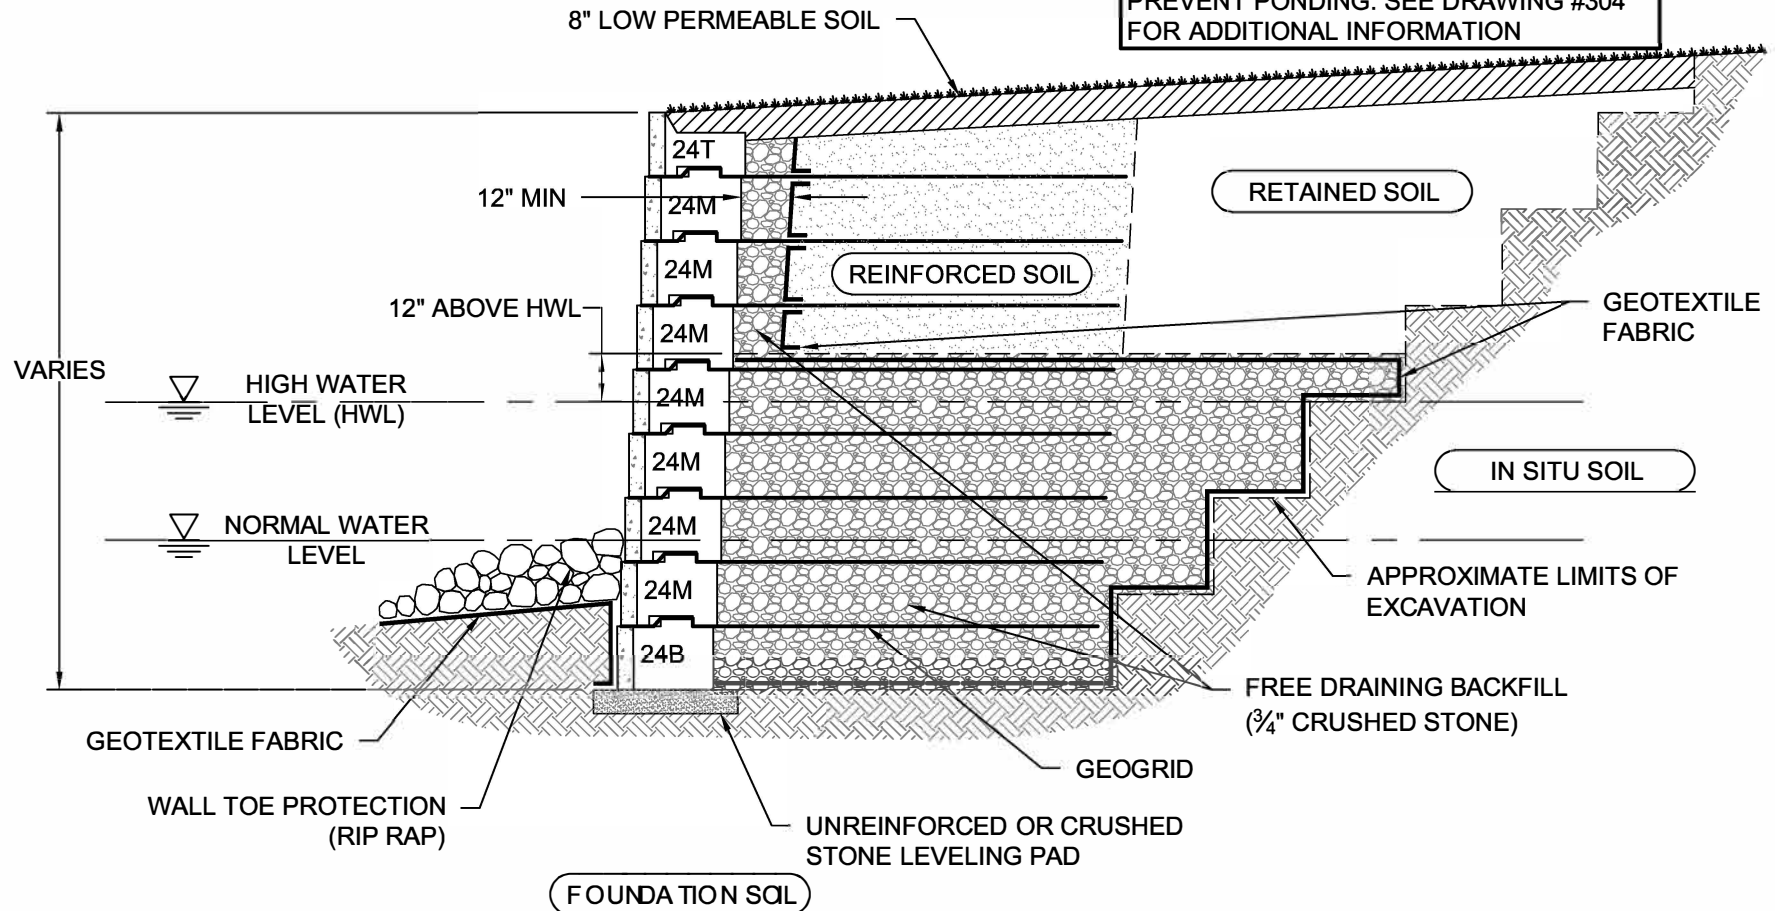 PREVENT PONDING. SEE DRAWING #304
FOR ADDITIONAL INFORMATION
8" LOW PERMEABLE SOIL
24T
12" MIN
24M
RETAINED SOIL
24M
REINFORCED SOIL
12" ABOVE HWL
24M
GEOTEXTILE
FABRIC
VARIES
HIGH WATER
LEVEL (HWL)
24M
24M
IN SITU SOIL
NORMAL WATER
LEVEL
24M
24M
APPROXIMATE LIMITS OF
EXCAVATION
24B
FREE DRAINING BACKFILL
(¾" CRUSHED STONE)
GEOTEXTILE FABRIC
GEOGRID
WALL TOE PROTECTION
(RIP RAP)
UNREINFORCED OR CRUSHED
STONE LEVELING PAD
FOUNDATION SOIL